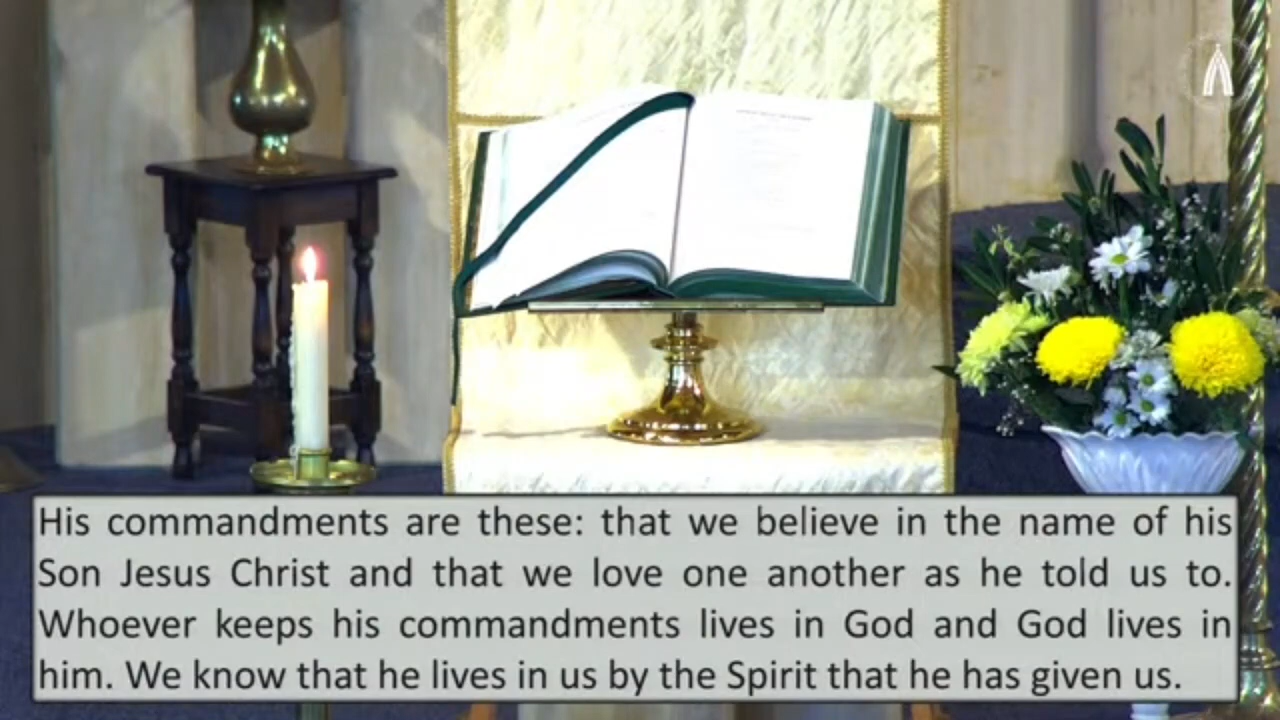 His commandments are these: that we believe in the name of his
Son Jesus Christ and that we love one another as he told us to.
Whoever keeps his commandments lives in God and God lives in
him. We know that he lives in us by the Spirit that he has given us.